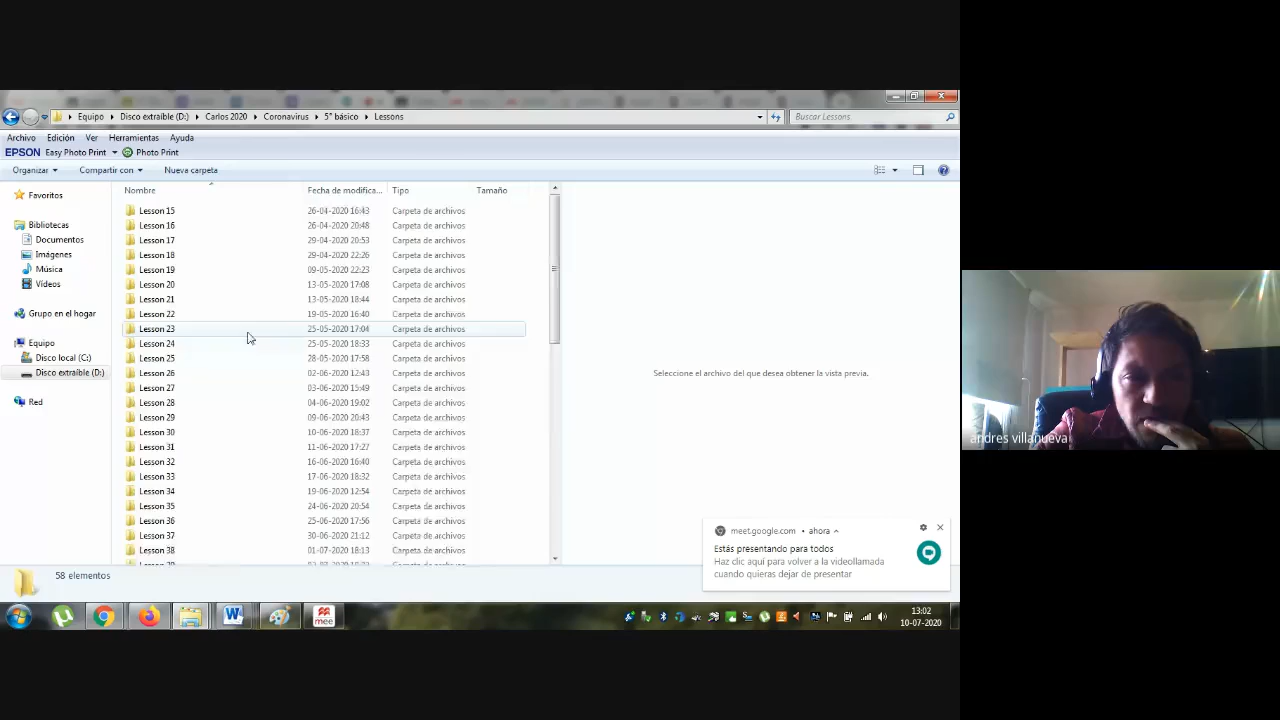 Equipo Disco extraíble (D:) Carlos 2020 Coronavirus 5° básico Lessons
Buscar Lessons
Archivo Edición Ver Herramientas Ayuda
EPSON Easy Photo Print Photo Print
Organizar Compartir con Nueva carpeta
Nombre Fecha de modifica... Tipo Tamaño
Favoritos
Bibliotecas
Documentos
Imágenes
Música
Vídeos
Grupo en el hogar
Equipo
Disco local (C:)
Disco extraíble (D:)
Red
Lesson 15 26-04-2020 16:43 Carpeta de archivos
Lesson 16 26-04-2020 20:48 Carpeta de archivos
Lesson 17 29-04-2020 20:53 Carpeta de archivos
Lesson 18 29-04-2020 22:26 Carpeta de archivos
Lesson 19 09-05-2020 22:23 Carpeta de archivos
Lesson 20 13-05-2020 17:08 Carpeta de archivos
Lesson 21 13-05-2020 18:44 Carpeta de archivos
Lesson 22 19-05-2020 16:40 Carpeta de archivos
Lesson 23 25-05-2020 17:04 Carpeta de archivos
Lesson 24 25-05-2020 18:33 Carpeta de archivos
Lesson 25 28-05-2020 17:58 Carpeta de archivos
Lesson 26 02-06-2020 12:43 Carpeta de archivos
Lesson 27 03-06-2020 15:49 Carpeta de archivos
Lesson 28 04-06-2020 19:02 Carpeta de archivos
Lesson 29 09-06-2020 20:43 Carpeta de archivos
Lesson 30 10-06-2020 18:37 Carpeta de archivos
Lesson 31 11-06-2020 17:27 Carpeta de archivos
Lesson 32 16-06-2020 16:40 Carpeta de archivos
Lesson 33 17-06-2020 18:32 Carpeta de archivos
Lesson 34 19-06-2020 12:54 Carpeta de archivos
Lesson 35 24-06-2020 20:54 Carpeta de archivos
Lesson 36 25-06-2020 17:56 Carpeta de archivos
Lesson 37 30-06-2020 21:12 Carpeta de archivos
Lesson 38 01-07-2020 18:13 Carpeta de archivos
Seleccione el archivo del que desea obtener la vista previa.
andres villanueva
meet.google.com • ahora
Estás presentando para todos
Haz clic aquí para volver a la videollamada
cuando quieras dejar de presentar
58 elementos
mee
13:02
10-07-2020